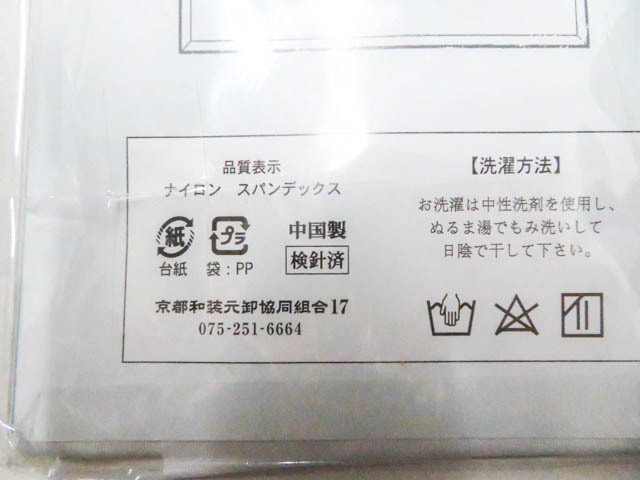 品質表示
ナイロン スパンデックス
紙
プラ
中国製
台紙 袋：PP
検針済
京都和装元卸協同組合17
075-251-6664
【洗濯方法】
お洗濯は中性洗剤を使用し、
ぬるま湯でもみ洗いして
日陰で干して下さい。